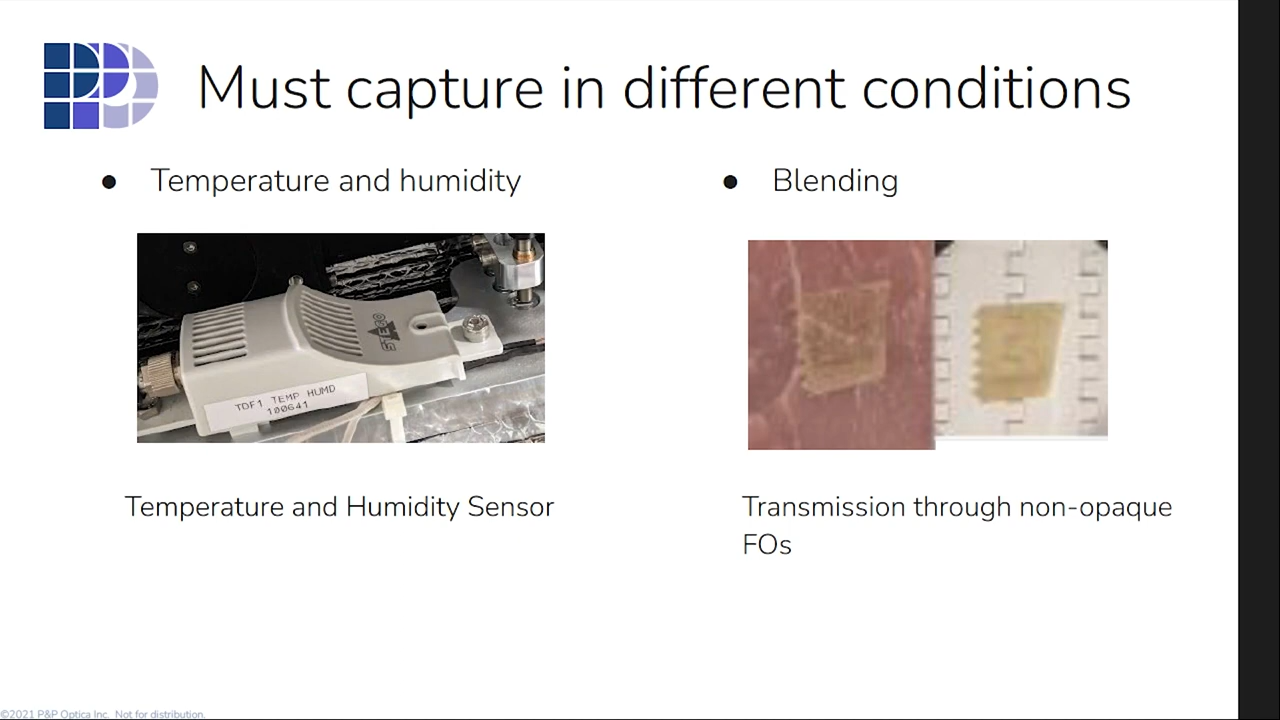 Must capture in different conditions
● Temperature and humidity
● Blending
STEGO
TDF1 TEMP HUMD
100641
Temperature and Humidity Sensor
Transmission through non-opaque
FOs
©2021 P&P Optica Inc. Not for distribution.